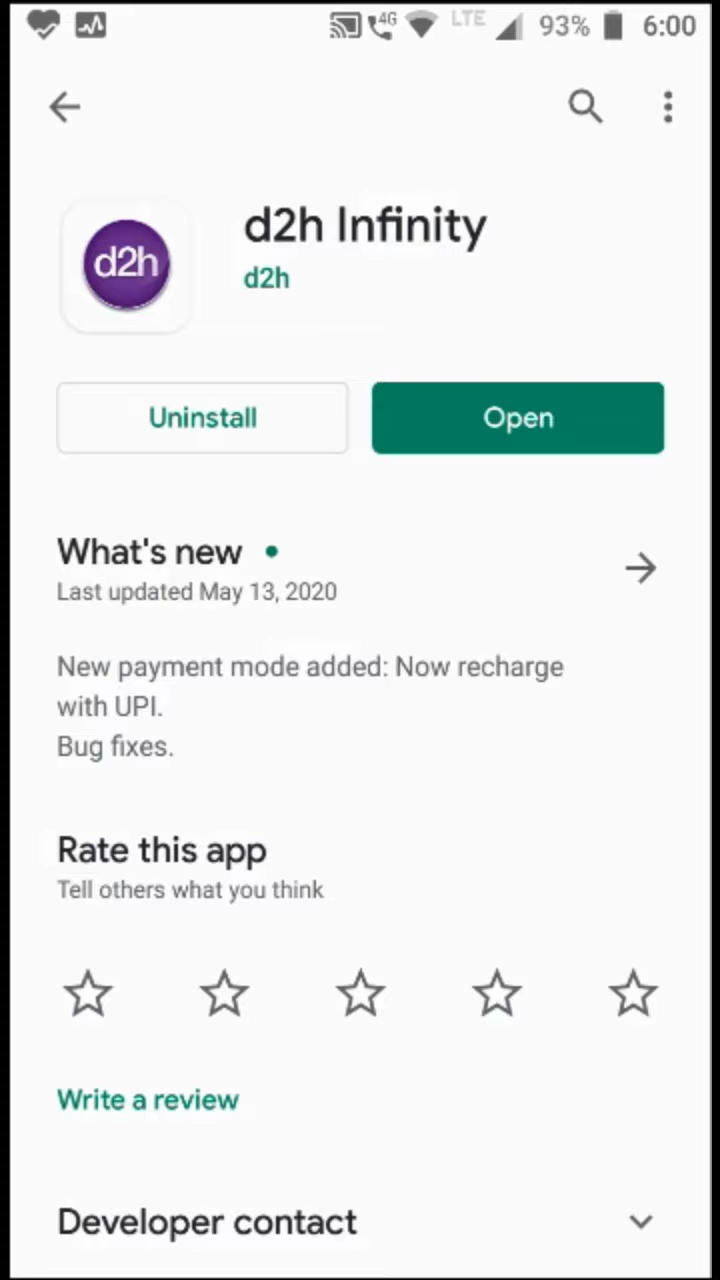 4G LTE 93% 6:00
d2h
d2h Infinity
d2h
Uninstall
Open
What's new
Last updated May 13, 2020
New payment mode added: Now recharge
with UPI.
Bug fixes.
Rate this app
Tell others what you think
Write a review
Developer contact